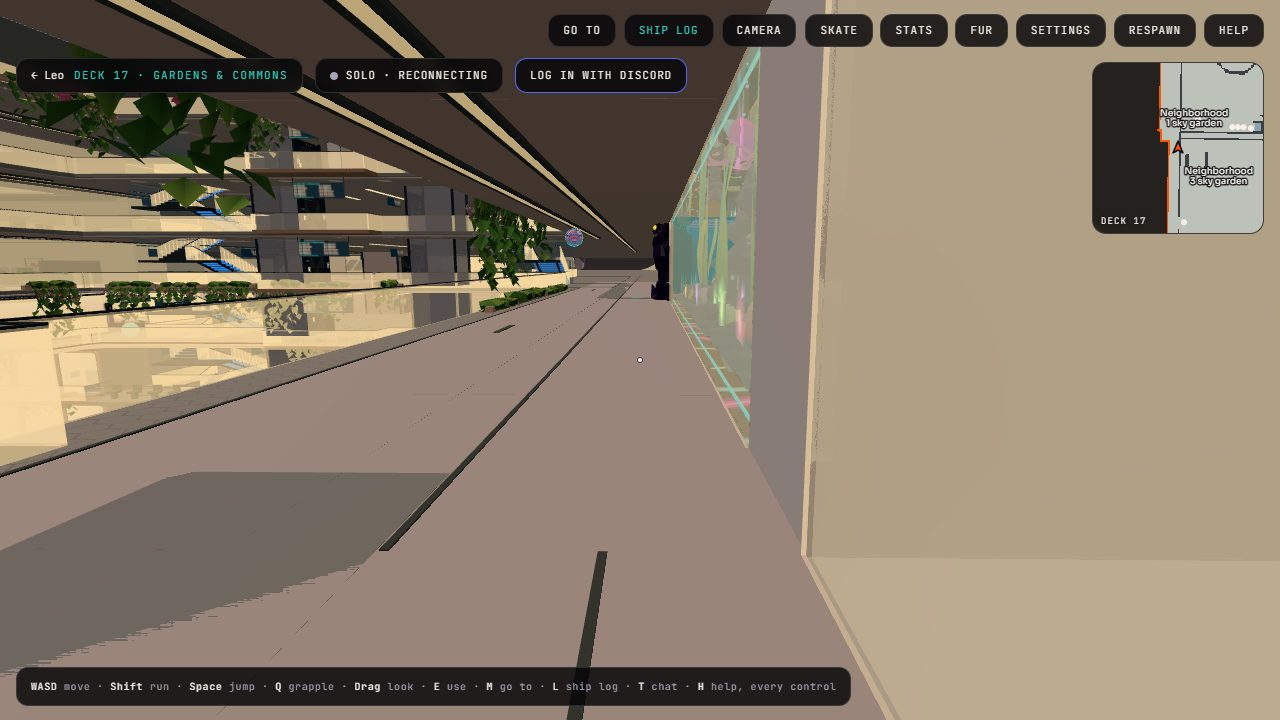 GO TO
SHIP LOG
CAMERA
SKATE
STATS
FUR
SETTINGS
RESPAWN
HELP
← Leo DECK 17 · GARDENS & COMMONS
SOLO · RECONNECTING
LOG IN WITH DISCORD
Neighborhood
1 sky garden
Neighborhood
3 sky garden
DECK 17
WASD move · Shift run · Space jump · Q grapple · Drag look · E use · M go to · L ship log · T chat · H help, every control